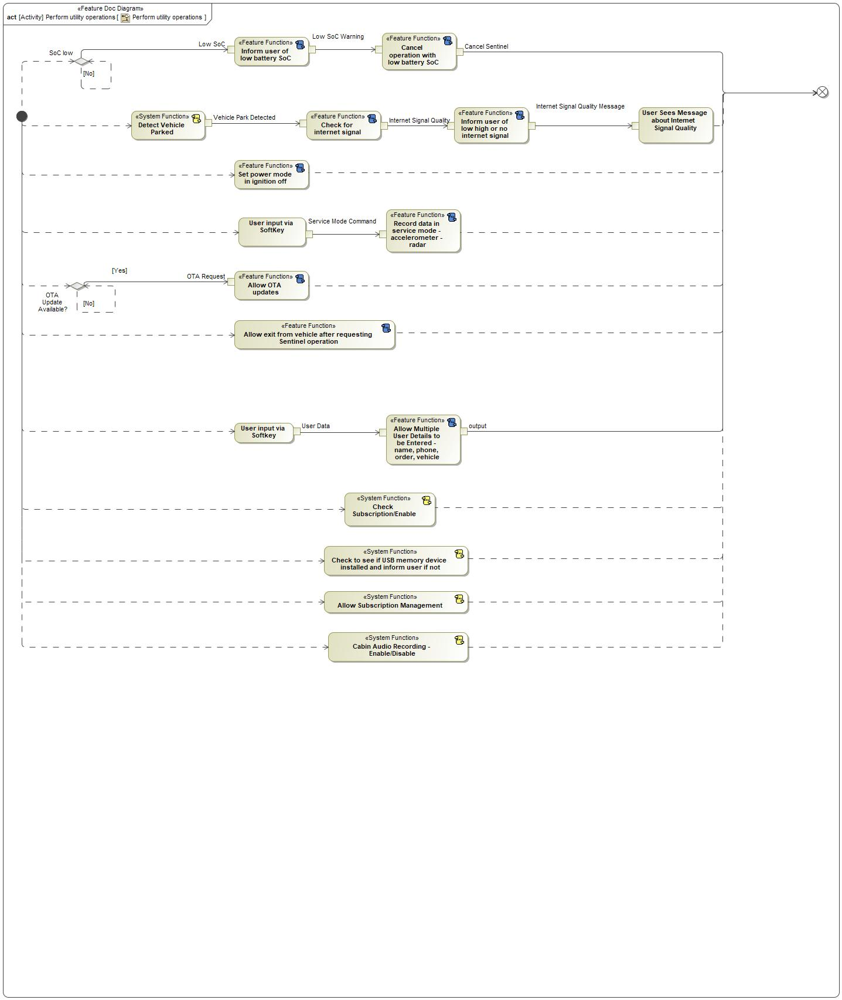 «Feature Doc Diagram»
act [Activity] Perform utility operations [ Perform utility operations ]
SoC low
[No]
Low SoC
«Feature Function»
Inform user of
low battery SoC
Low SoC Warning
«Feature Function»
Cancel
operation with
low battery SoC
Cancel Sentinel
«System Function»
Detect Vehicle
Parked
Vehicle Park Detected
«Feature Function»
Check for
internet signal
Internet Signal Quality
«Feature Function»
Inform user of
low high or no
internet signal
Internet Signal Quality Message
User Sees Message
about Internet
Signal Quality
«Feature Function»
Set power mode
in ignition off
User input via
SoftKey
Service Mode Command
«Feature Function»
Record data in
service mode -
accelerometer -
radar
OTA
Update
Available?
[Yes]
[No]
OTA Request
«Feature Function»
Allow OTA
updates
«Feature Function»
Allow exit from vehicle after requesting
Sentinel operation
User input via
Softkey
User Data
«Feature Function»
Allow Multiple
User Details to
be Entered -
name, phone,
order, vehicle
output
«System Function»
Check
Subscription/Enable
«System Function»
Check to see if USB memory device
installed and inform user if not
«System Function»
Allow Subscription Management
«System Function»
Cabin Audio Recording -
Enable/Disable